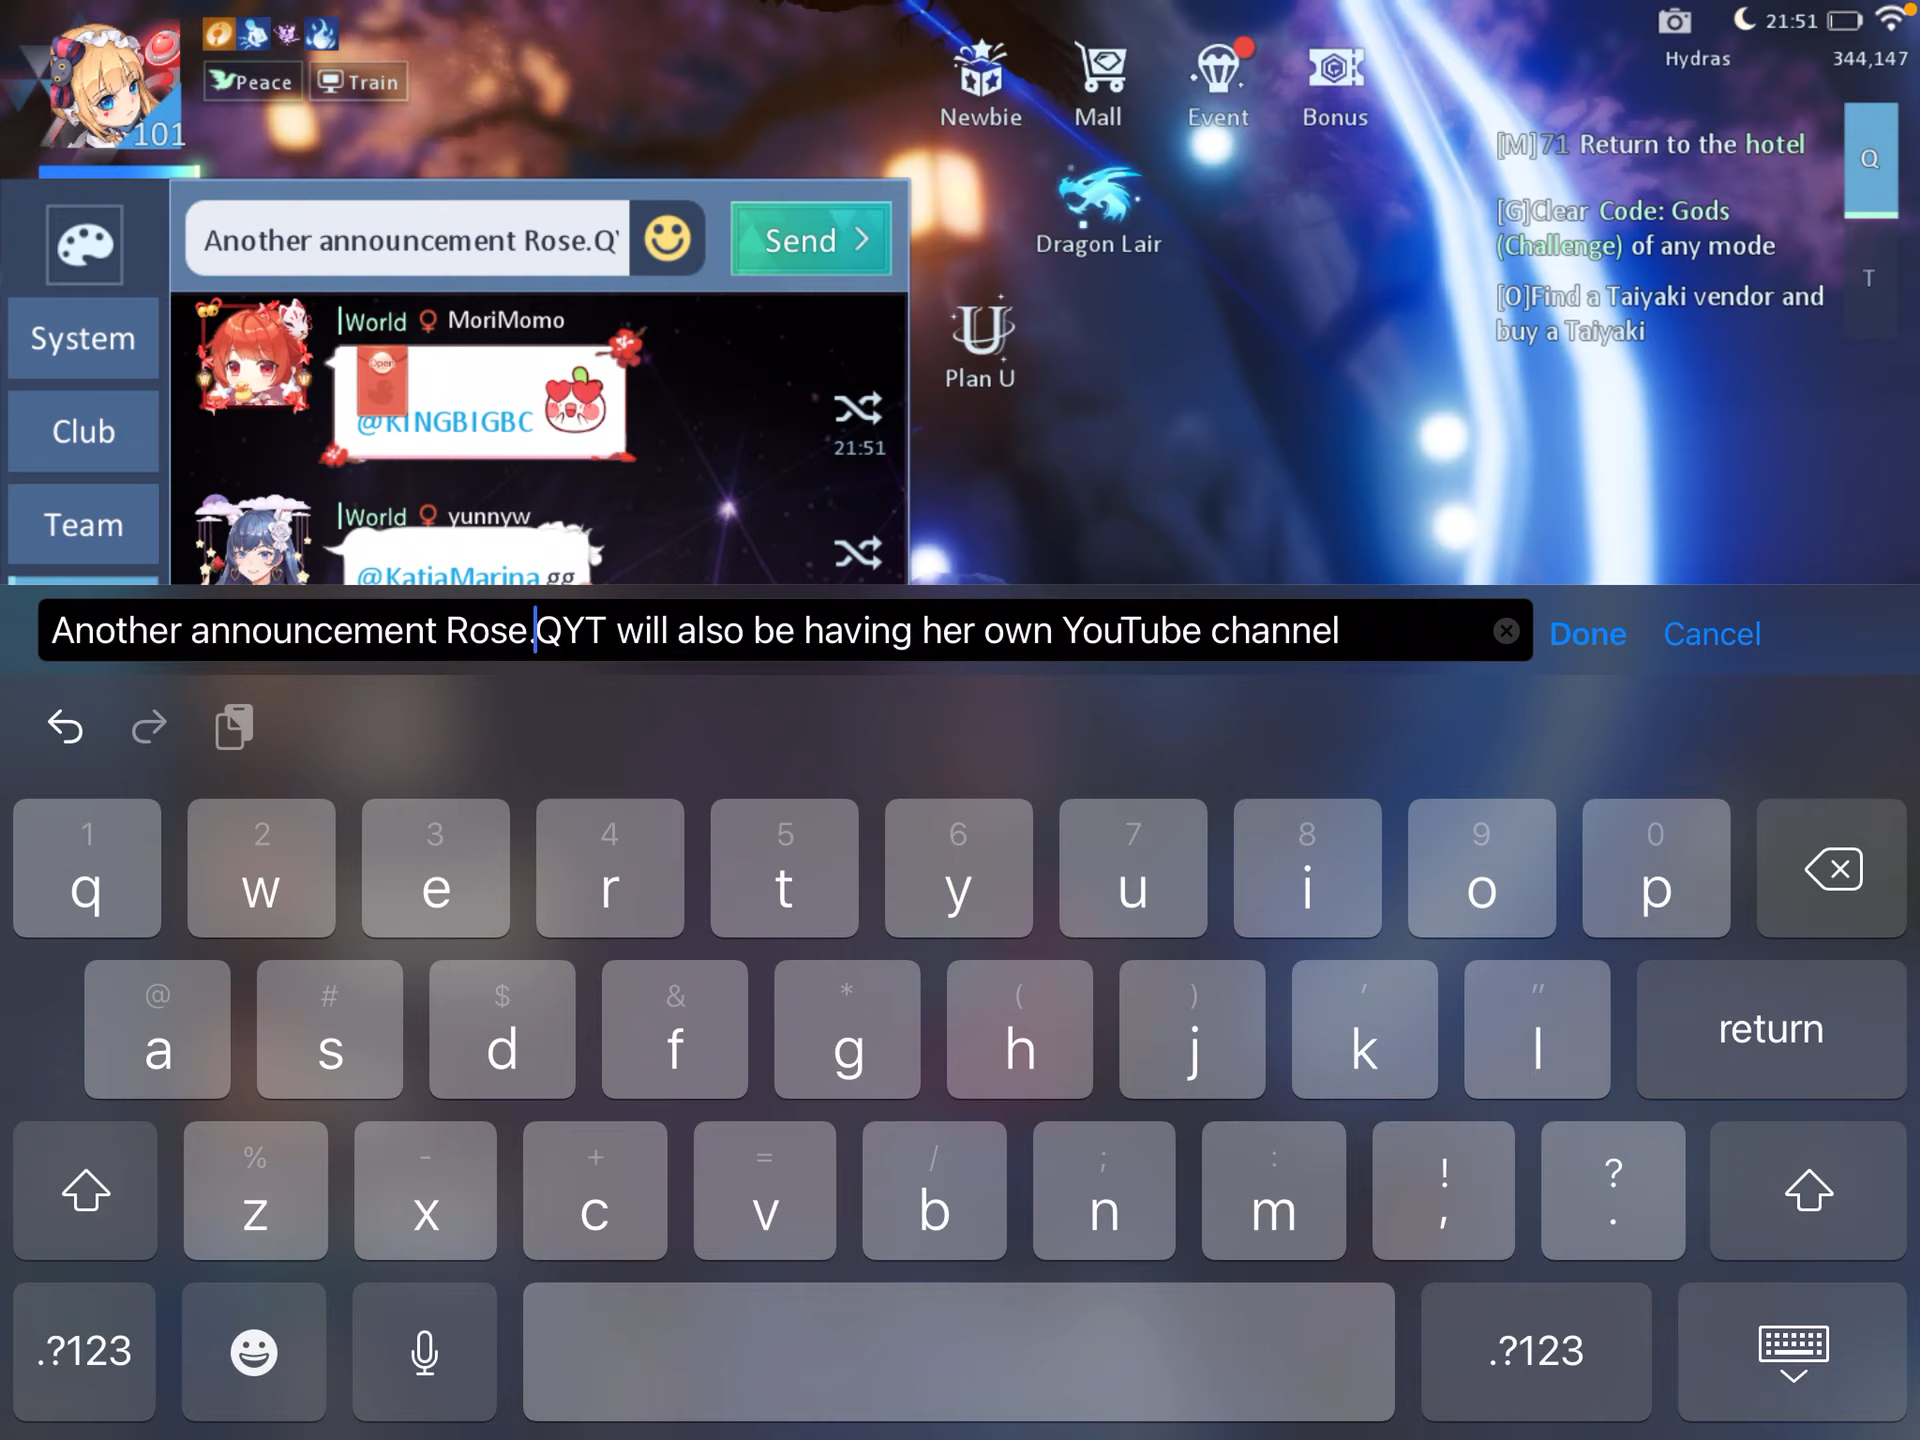 21:51
Hydras
344,147
Peace
Train
101
Newbie
Mall
Event
Bonus
[M]71 Return to the hotel
Q
[G]Clear Code: Gods
(Challenge) of any mode
[O]Find a Taiyaki vendor and
buy a Taiyaki
T
Dragon Lair
Plan U
Another announcement Rose.Q
Send >
System
Club
Team
World MoriMomo
Open
@KINGBIGBC
21:51
World yunnyw
@KatiaMarina gg
Another announcement Rose.QYT will also be having her own YouTube channel
Done
Cancel
1 2 3 4 5 6 7 8 9 0
q w e r t y u i o p
@ # $ & * ( ) ' "
a s d f g h j k l return
% - + = / ; : ! ?
z x c v b n m , .
.?123
.?123